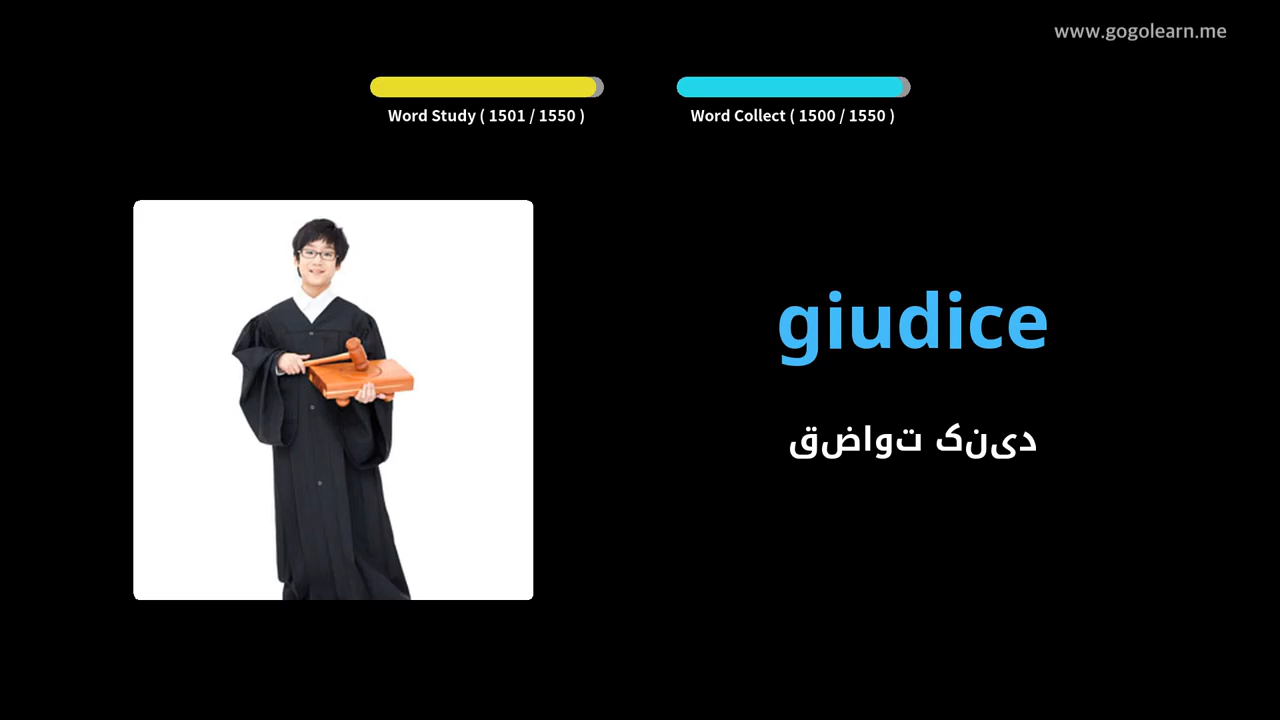 www.gogolearn.me
Word Study ( 1501 / 1550 )
Word Collect ( 1500 / 1550 )
giudice
قضاوت کنید